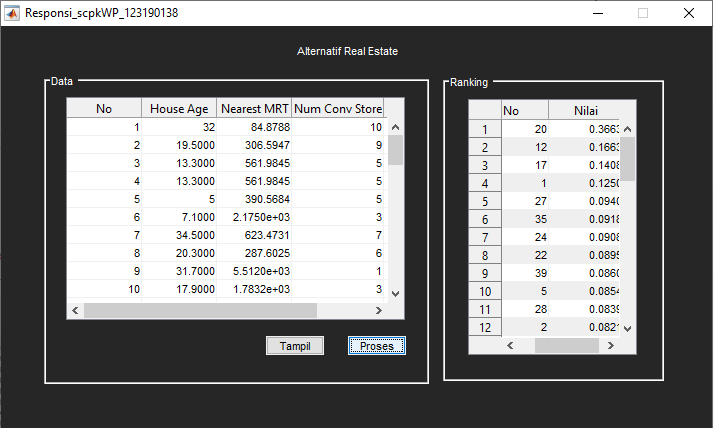 Responsi_scpkWP_123190138
Alternatif Real Estate
Data
No House Age Nearest MRT Num Conv Store
1 32 84.8788 10
2 19.5000 306.5947 9
3 13.3000 561.9845 5
4 13.3000 561.9845 5
5 5 390.5684 5
6 7.1000 2.1750e+03 3
7 34.5000 623.4731 7
8 20.3000 287.6025 6
9 31.7000 5.5120e+03 1
10 17.9000 1.7832e+03 3
Tampil Proses
Ranking
No Nilai
1 20 0.3663
2 12 0.1663
3 17 0.1408
4 1 0.1250
5 27 0.0940
6 35 0.0918
7 24 0.0908
8 22 0.0895
9 39 0.0860
10 5 0.0854
11 28 0.0839
12 2 0.0821